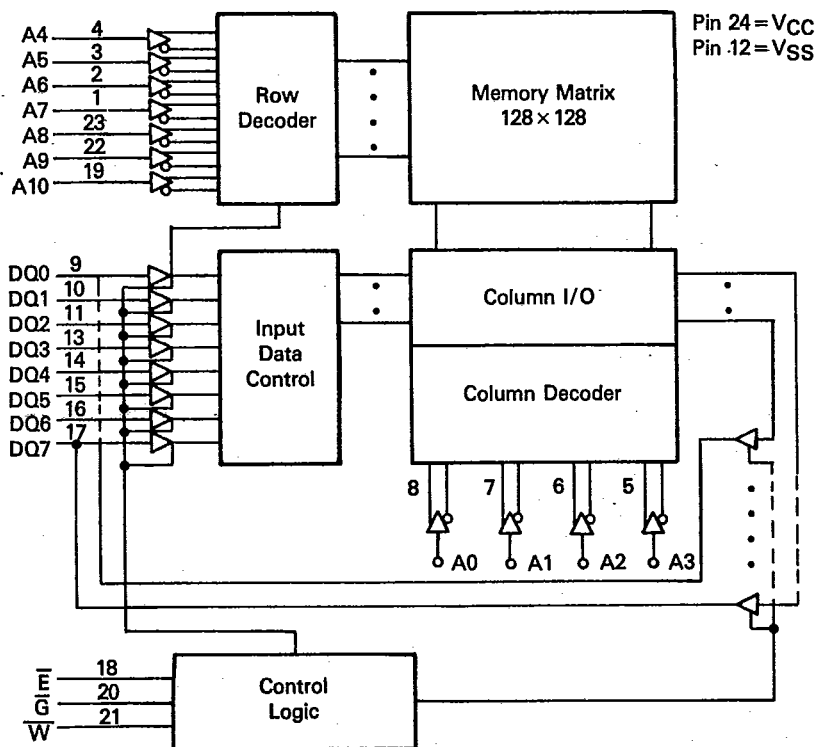 Pin 24 = VCC
Pin 12 = VSS
A4 4
A5 3
A6 2
A7 1
A8 23
A9 22
A10 19
Row
Decoder
Memory Matrix
128 × 128
DQ0 9
DQ1 10
DQ2 11
DQ3 13
DQ4 14
DQ5 15
DQ6 16
DQ7 17
Input
Data
Control
Column I/O
Column Decoder
8 7 6 5
A0 A1 A2 A3
E̅ 18
G̅ 20
W̅ 21
Control
Logic